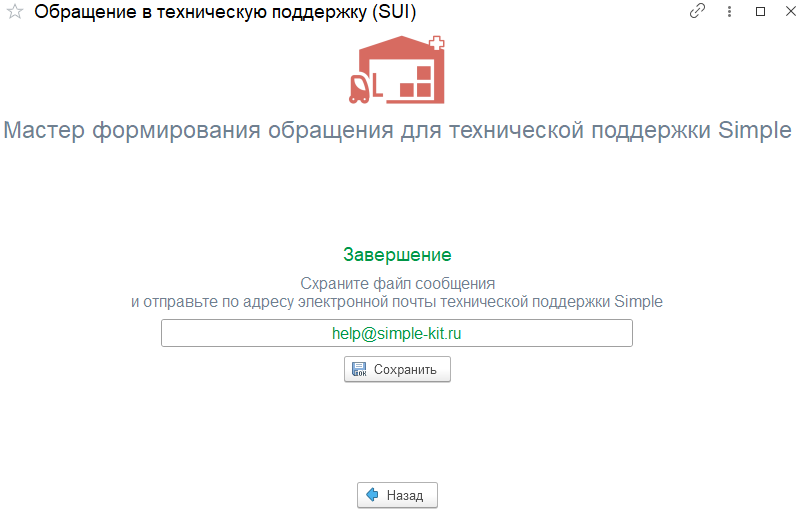 Обращение в техническую поддержку (SUI)
Мастер формирования обращения для технической поддержки Simple
Завершение
Схраните файл сообщения
и отправьте по адресу электронной почты технической поддержки Simple
help@simple-kit.ru
Сохранить
Назад